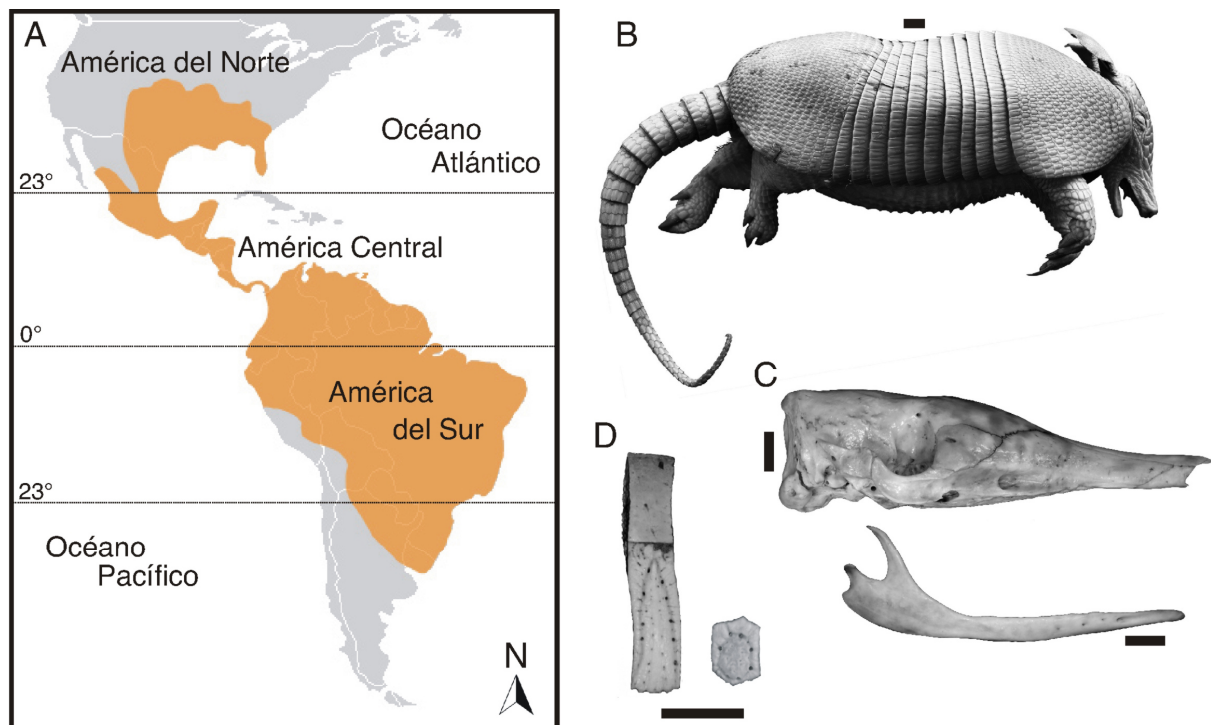 A
América del Norte
Océano
Atlántico
23°
América Central
0°
América
del Sur
23°
Océano
Pacífico
N
B
C
D